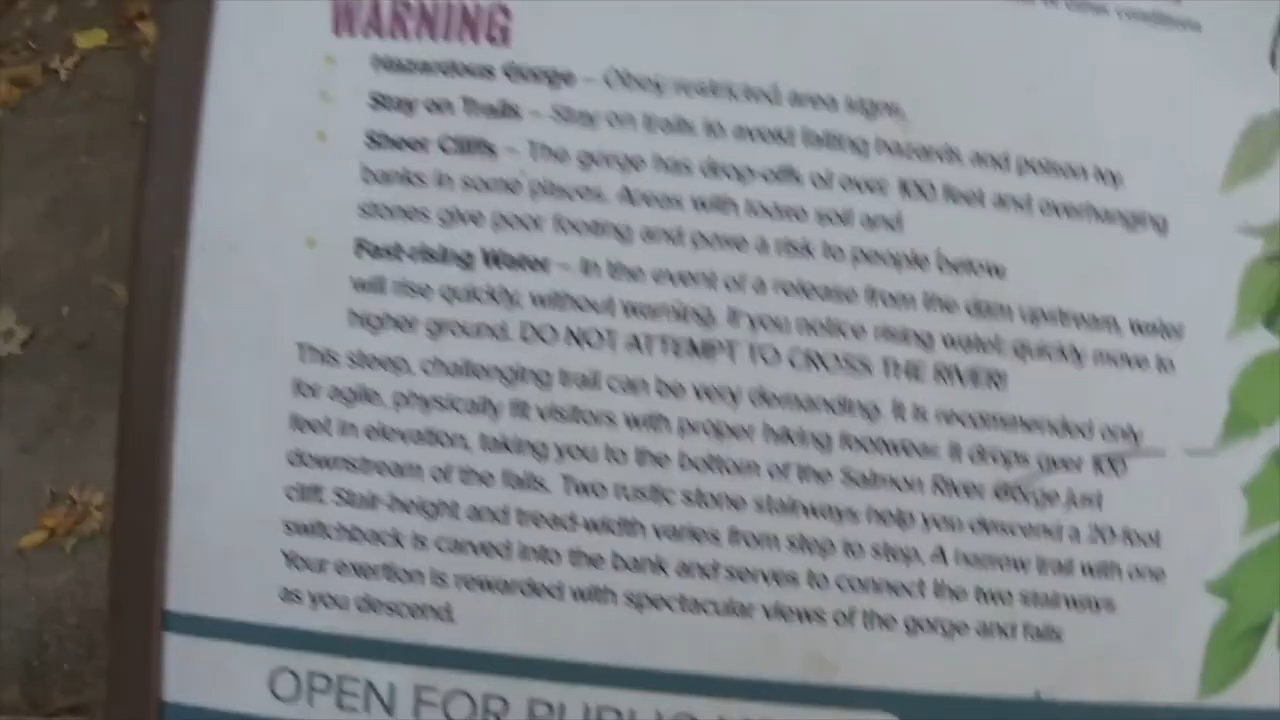 or other conditions
WARNING
Hazardous Gorge – Obey restricted area signs.
Stay on Trails – Stay on trails to avoid falling hazards and poison ivy.
Sheer Cliffs – The gorge has drop-offs of over 100 feet and overhanging
banks in some places. Areas with loose soil and
stones give poor footing and pose a risk to people below.
Fast-rising Water – In the event of a release from the dam upstream, water
will rise quickly, without warning. If you notice rising water, quickly move to
higher ground. DO NOT ATTEMPT TO CROSS THE RIVER!
This steep, challenging trail can be very demanding. It is recommended only
for agile, physically fit visitors with proper hiking footwear. It drops over 100
feet in elevation, taking you to the bottom of the Salmon River Gorge just
downstream of the falls. Two rustic stone stairways help you descend a 20-foot
cliff. Stair-height and tread-width varies from step to step. A narrow trail with one
switchback is carved into the bank and serves to connect the two stairways.
Your exertion is rewarded with spectacular views of the gorge and falls
as you descend.
OPEN FOR PUBLIC